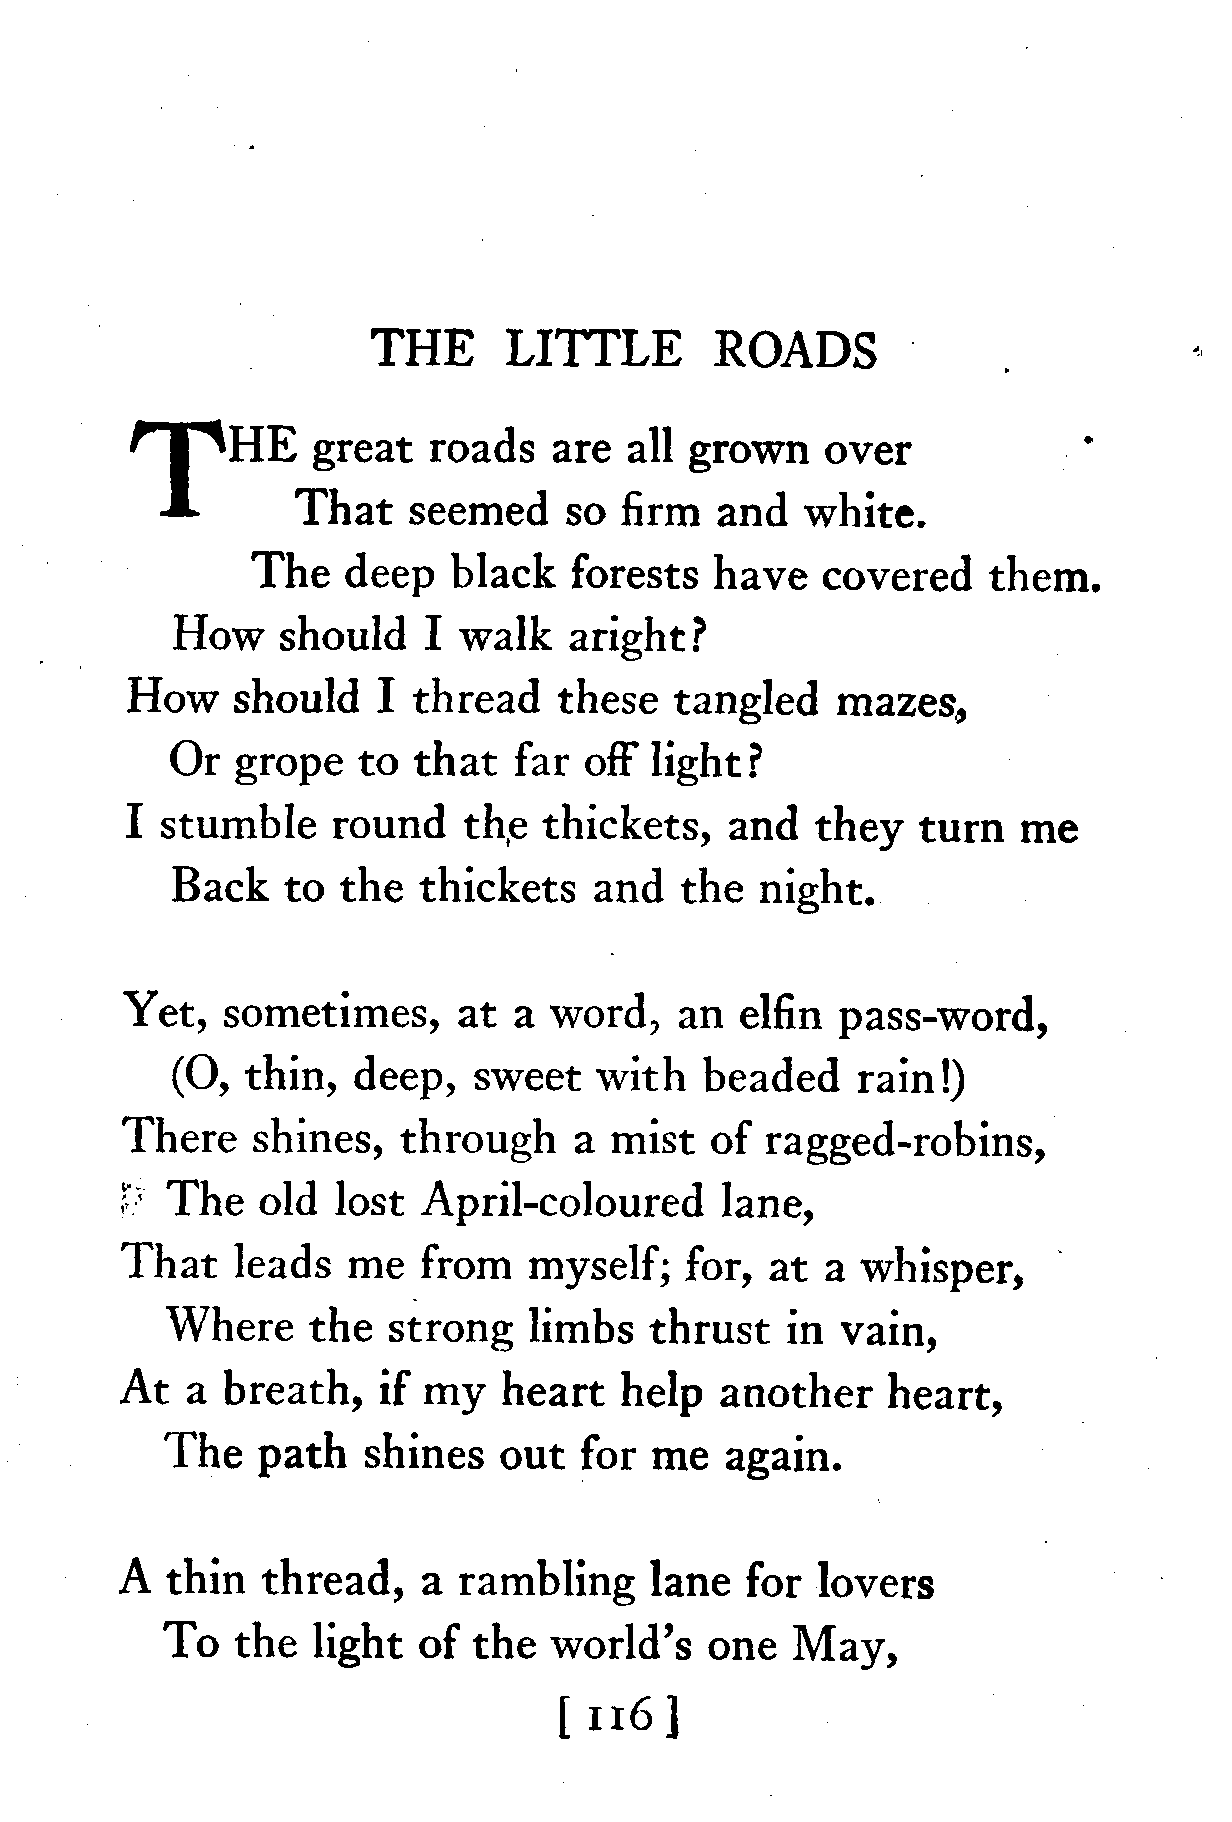 THE LITTLE ROADS
THE great roads are all grown over
That seemed so firm and white.
The deep black forests have covered them.
How should I walk aright?
How should I thread these tangled mazes,
Or grope to that far off light?
I stumble round the thickets, and they turn me
Back to the thickets and the night.
Yet, sometimes, at a word, an elfin pass-word,
(O, thin, deep, sweet with beaded rain!)
There shines, through a mist of ragged-robins,
The old lost April-coloured lane,
That leads me from myself; for, at a whisper,
Where the strong limbs thrust in vain,
At a breath, if my heart help another heart,
The path shines out for me again.
A thin thread, a rambling lane for lovers
To the light of the world's one May,
[ 116 ]